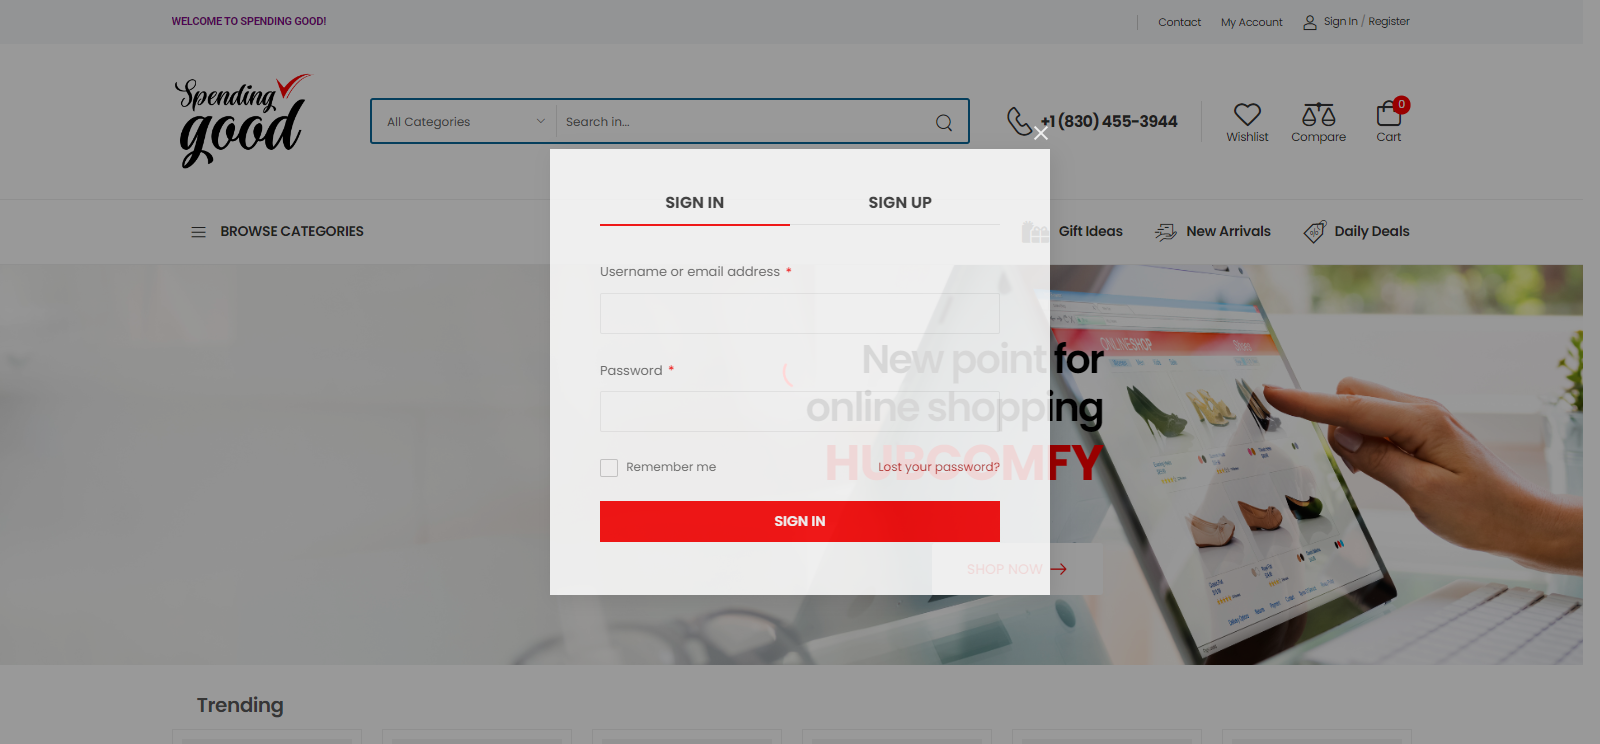 WELCOME TO SPENDING GOOD!
Contact
My Account
Sign In / Register
Spending
good
All Categories
Search in...
+1 (830) 455-3944
Wishlist
Compare
0
Cart
BROWSE CATEGORIES
Gift Ideas
New Arrivals
Daily Deals
SIGN IN
SIGN UP
Username or email address *
Password *
Remember me
Lost your password?
SIGN IN
New point for
online shopping
HUBCOMFY
SHOP NOW
ONLINESHOP
Shoes
Trending